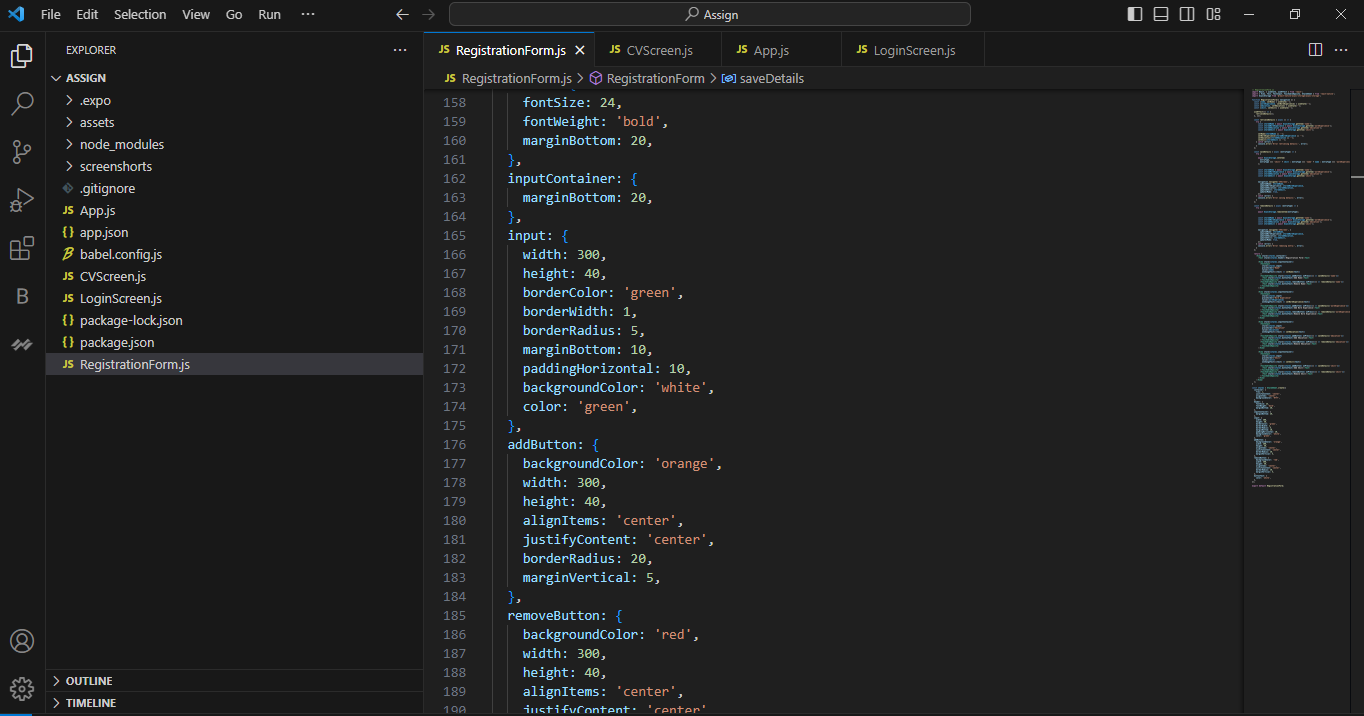 File Edit Selection View Go Run ···
Assign
EXPLORER
ASSIGN
.expo
assets
node_modules
screenshorts
.gitignore
JS App.js
{} app.json
babel.config.js
JS CVScreen.js
JS LoginScreen.js
{} package-lock.json
{} package.json
JS RegistrationForm.js
OUTLINE
TIMELINE
JS RegistrationForm.js JS CVScreen.js JS App.js JS LoginScreen.js
JS RegistrationForm.js > RegistrationForm > saveDetails
158 fontSize: 24,
159 fontWeight: 'bold',
160 marginBottom: 20,
161 },
162 inputContainer: {
163 marginBottom: 20,
164 },
165 input: {
166 width: 300,
167 height: 40,
168 borderColor: 'green',
169 borderWidth: 1,
170 borderRadius: 5,
171 marginBottom: 10,
172 paddingHorizontal: 10,
173 backgroundColor: 'white',
174 color: 'green',
175 },
176 addButton: {
177 backgroundColor: 'orange',
178 width: 300,
179 height: 40,
180 alignItems: 'center',
181 justifyContent: 'center',
182 borderRadius: 20,
183 marginVertical: 5,
184 },
185 removeButton: {
186 backgroundColor: 'red',
187 width: 300,
188 height: 40,
189 alignItems: 'center',
190 justifyContent: 'center'